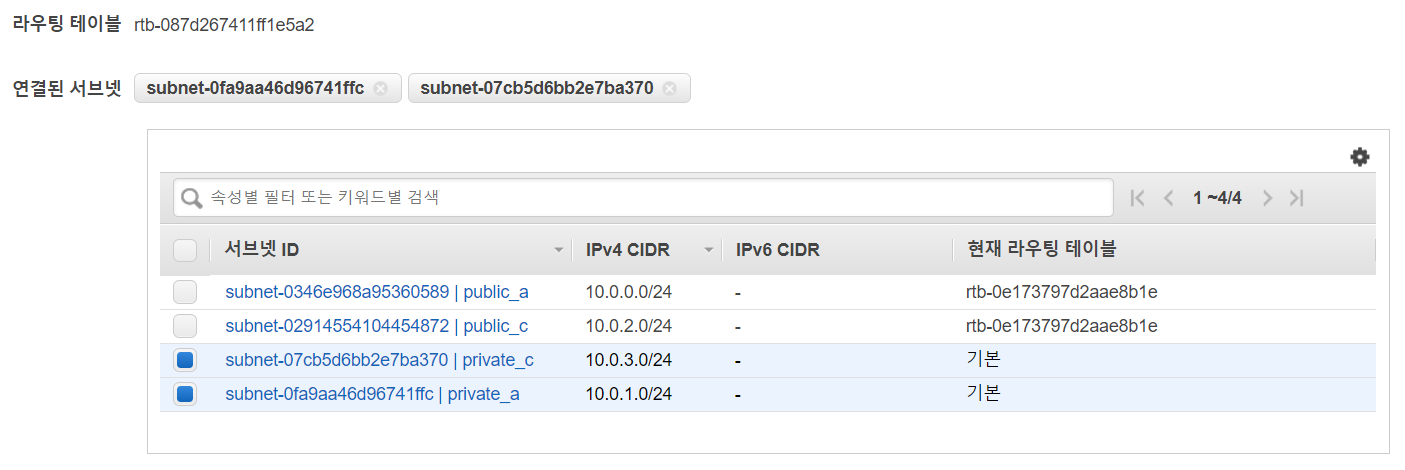 라우팅 테이블 rtb-087d267411ff1e5a2
연결된 서브넷 subnet-0fa9aa46d96741ffc subnet-07cb5d6bb2e7ba370
속성별 필터 또는 키워드별 검색 1 ~4/4
서브넷 ID IPv4 CIDR IPv6 CIDR 현재 라우팅 테이블
subnet-0346e968a95360589 | public_a 10.0.0.0/24 - rtb-0e173797d2aae8b1e
subnet-02914554104454872 | public_c 10.0.2.0/24 - rtb-0e173797d2aae8b1e
subnet-07cb5d6bb2e7ba370 | private_c 10.0.3.0/24 - 기본
subnet-0fa9aa46d96741ffc | private_a 10.0.1.0/24 - 기본